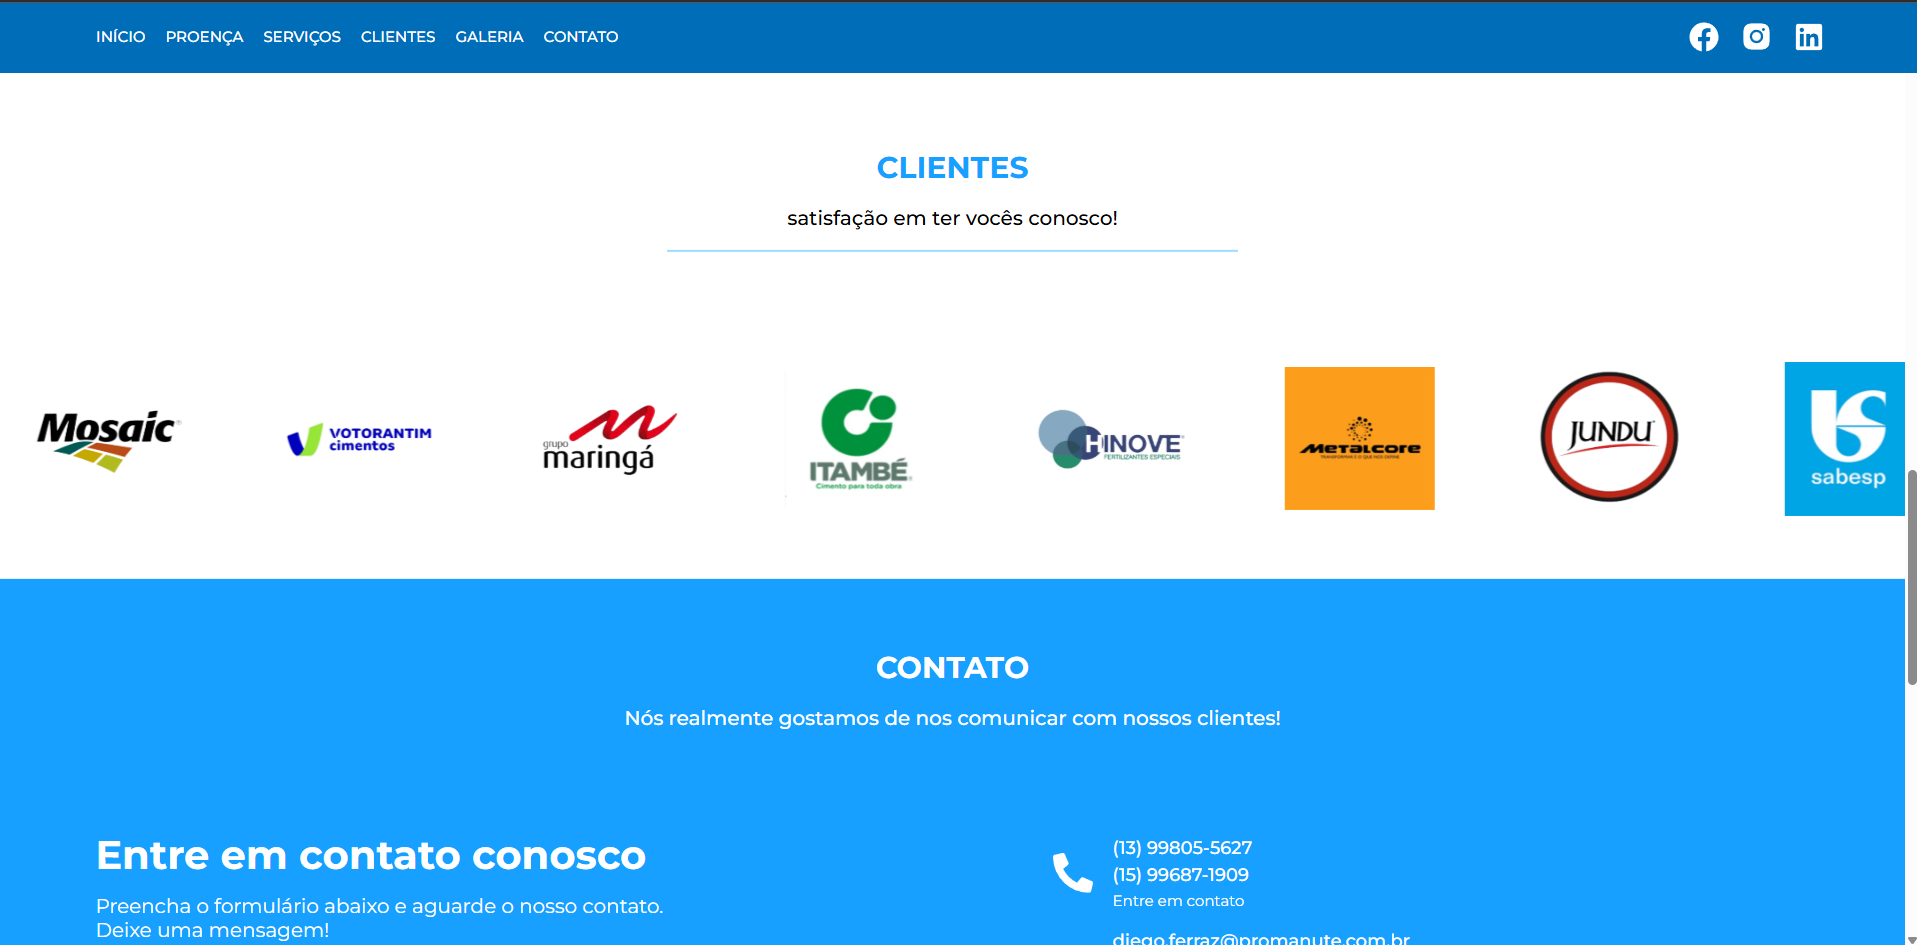 INÍCIO PROENÇA SERVIÇOS CLIENTES GALERIA CONTATO
CLIENTES
satisfação em ter vocês conosco!
Mosaic
VOTORANTIM
cimentos
grupo
maringá
ITAMBÉ
Cimento para toda obra
HINOVE
FERTILIZANTES ESPECIAIS
METALCORE
JUNDU
sabesp
CONTATO
Nós realmente gostamos de nos comunicar com nossos clientes!
Entre em contato conosco
Preencha o formulário abaixo e aguarde o nosso contato.
Deixe uma mensagem!
(13) 99805-5627
(15) 99687-1909
Entre em contato
diego.ferraz@promanute.com.br